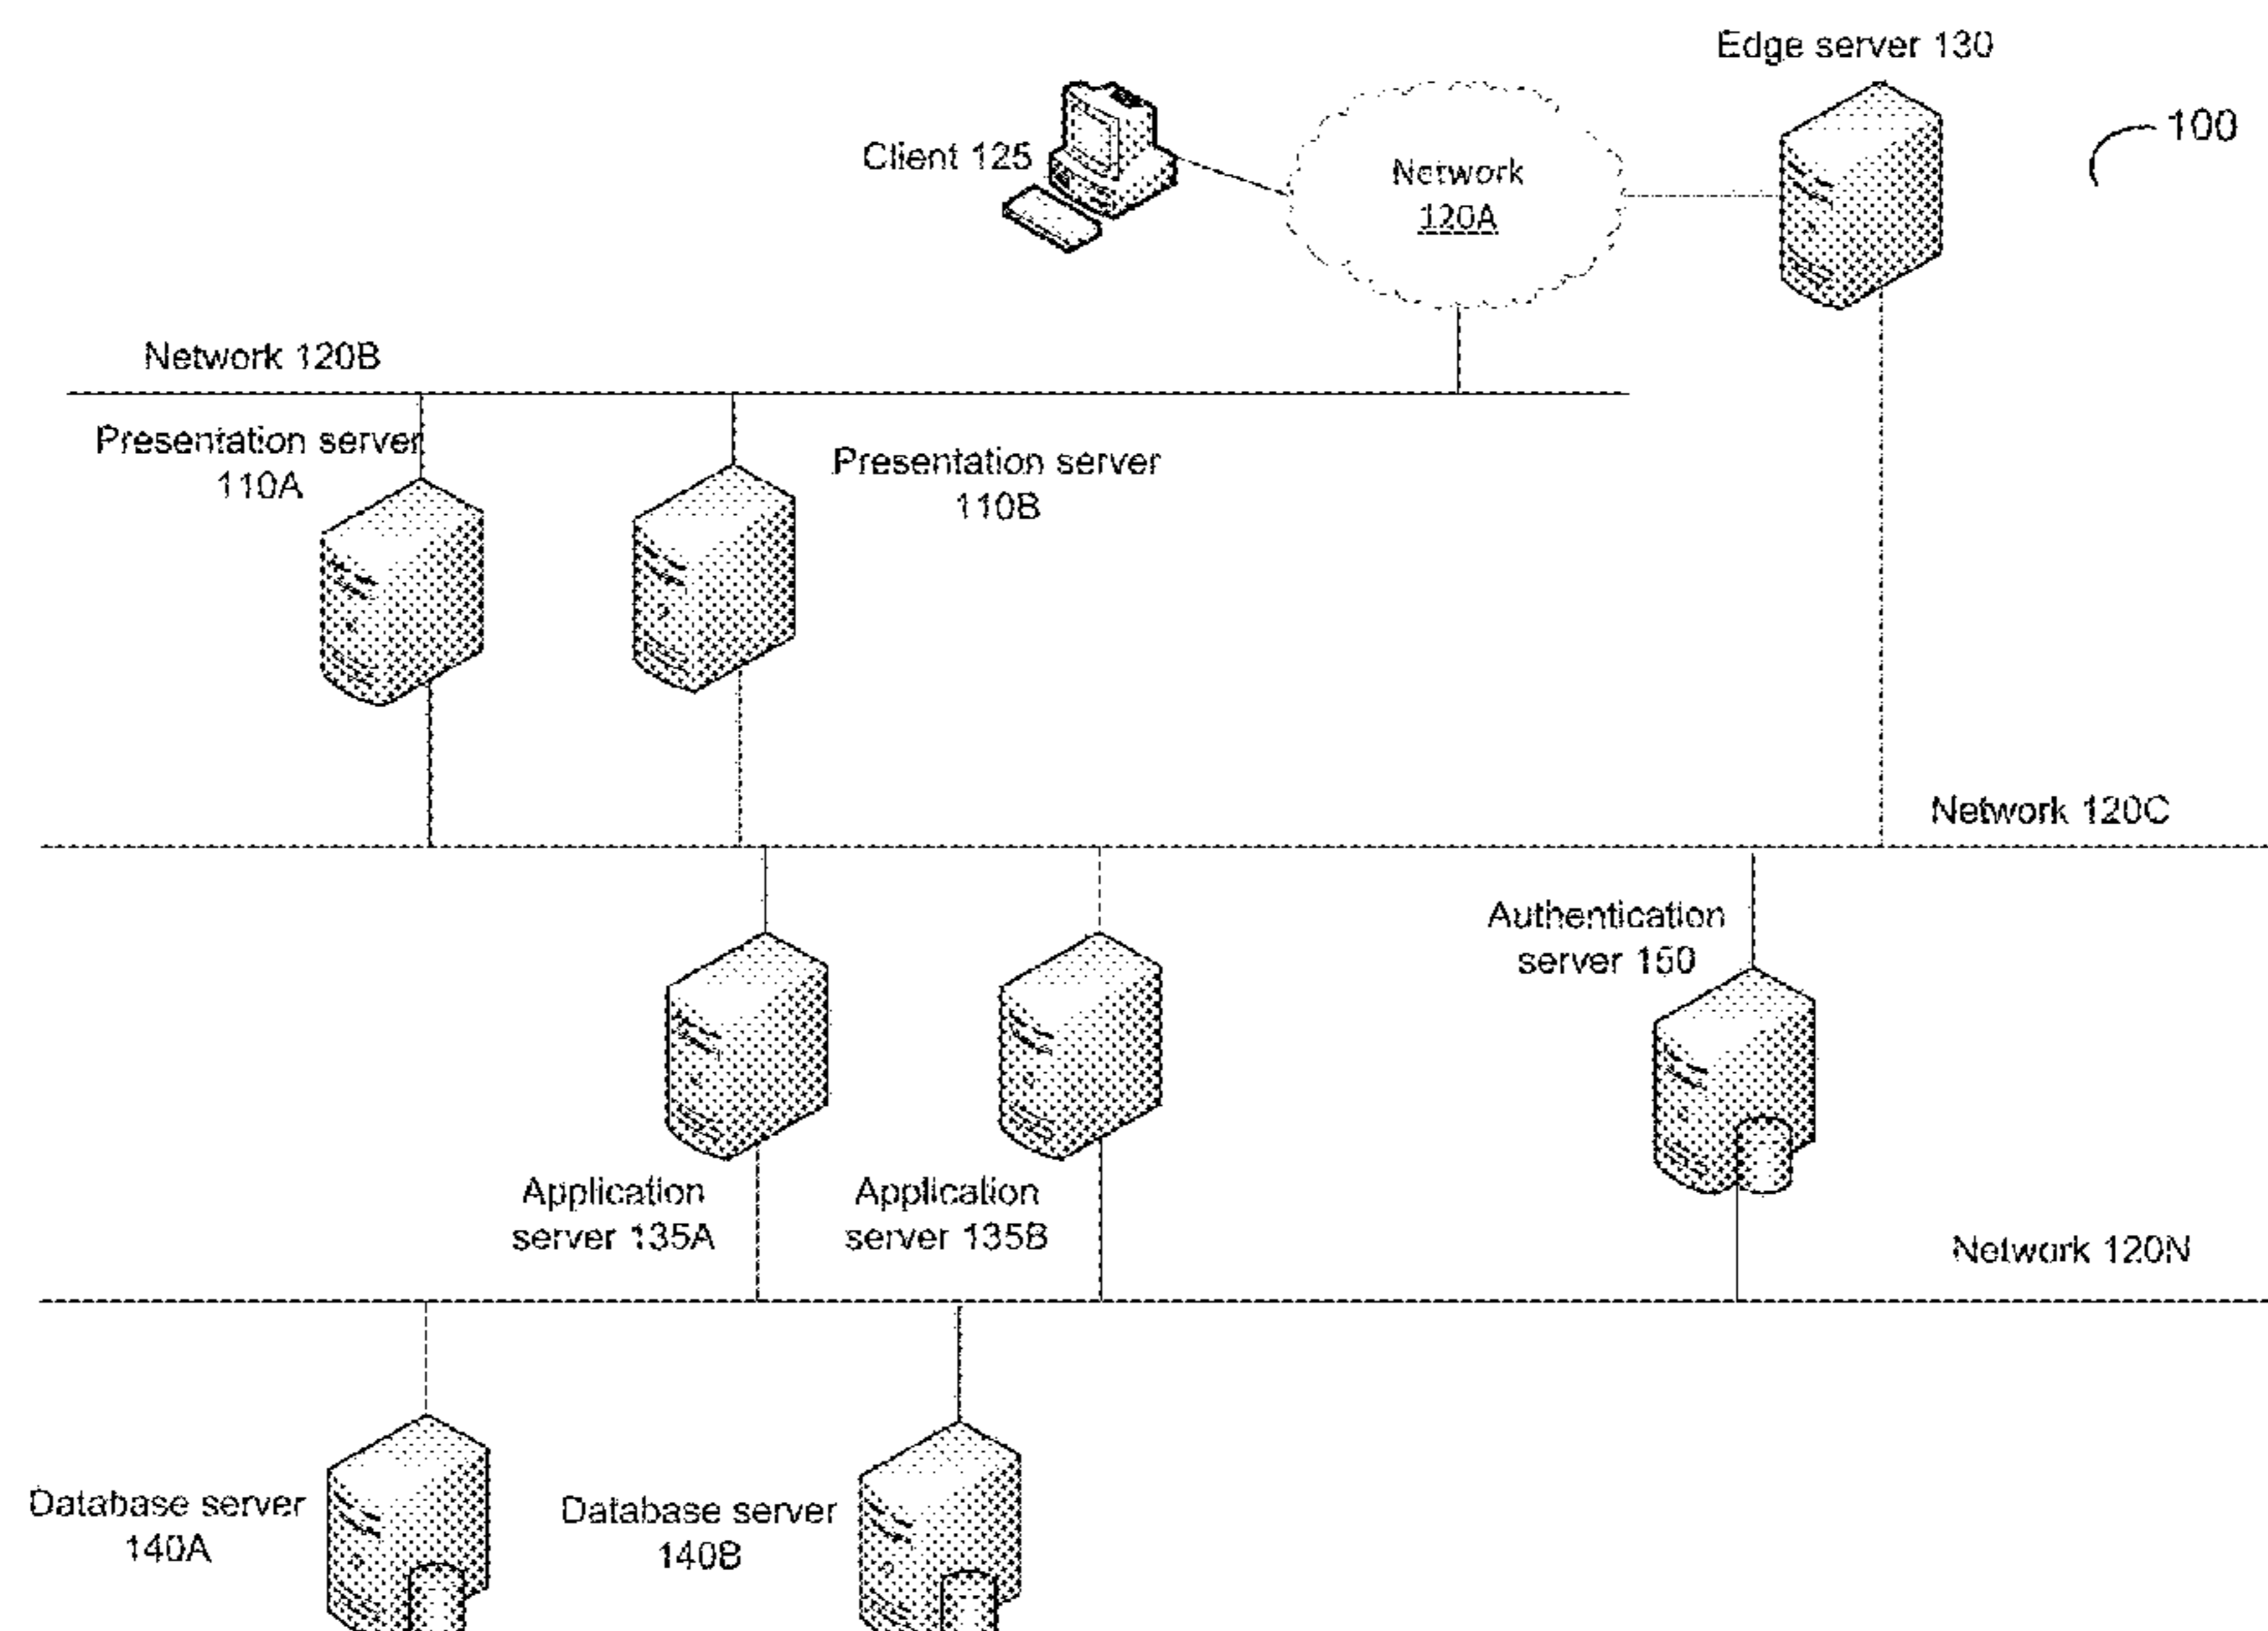 Edge server 130
100
Client 125
Network
120A
Network 120B
Presentation server
110A
Presentation server
110B
Network 120C
Authentication
server 150
Application
server 135A
Application
server 135B
Network 120N
Database server
140A
Database server
140B